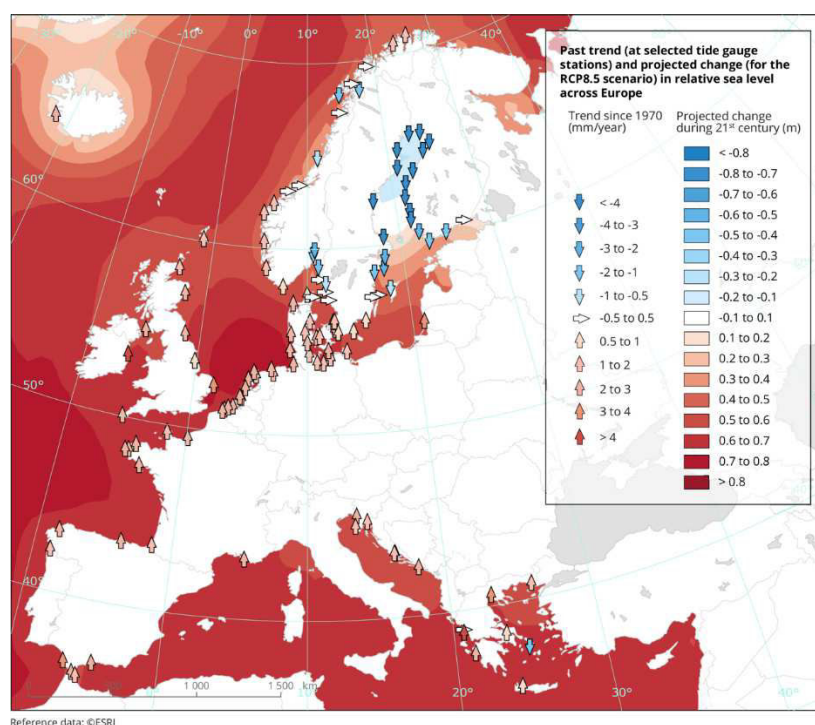 -30°
-20°
-10°
0°
10°
20°
30°
60°
50°
40°
0°
10°
20°
30°
Past trend (at selected tide gauge
stations) and projected change (for the
RCP8.5 scenario) in relative sea level
across Europe
Trend since 1970
(mm/year)
< -4
-4 to -3
-3 to -2
-2 to -1
-1 to -0.5
-0.5 to 0.5
0.5 to 1
1 to 2
2 to 3
3 to 4
> 4
Projected change
during 21st century (m)
< -0.8
-0.8 to -0.7
-0.7 to -0.6
-0.6 to -0.5
-0.5 to -0.4
-0.4 to -0.3
-0.3 to -0.2
-0.2 to -0.1
-0.1 to 0.1
0.1 to 0.2
0.2 to 0.3
0.3 to 0.4
0.4 to 0.5
0.5 to 0.6
0.6 to 0.7
0.7 to 0.8
> 0.8
1 000 1 500 km
Reference data: ©ESRI